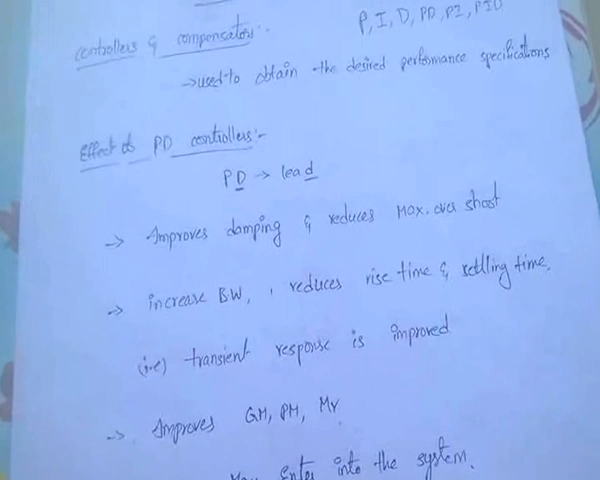 P, I, D, PD, PI, PID
controllers & compensators:-
→used to obtain the desired performance specifications
Effect of PD controllers:-
PD → lead
→ Improves damping & reduces Max. over shoot
→ increase BW, reduces rise time & settling time.
(i.e) transient response is improved
→ Improves GM, PM, Mr.
enter into the system.